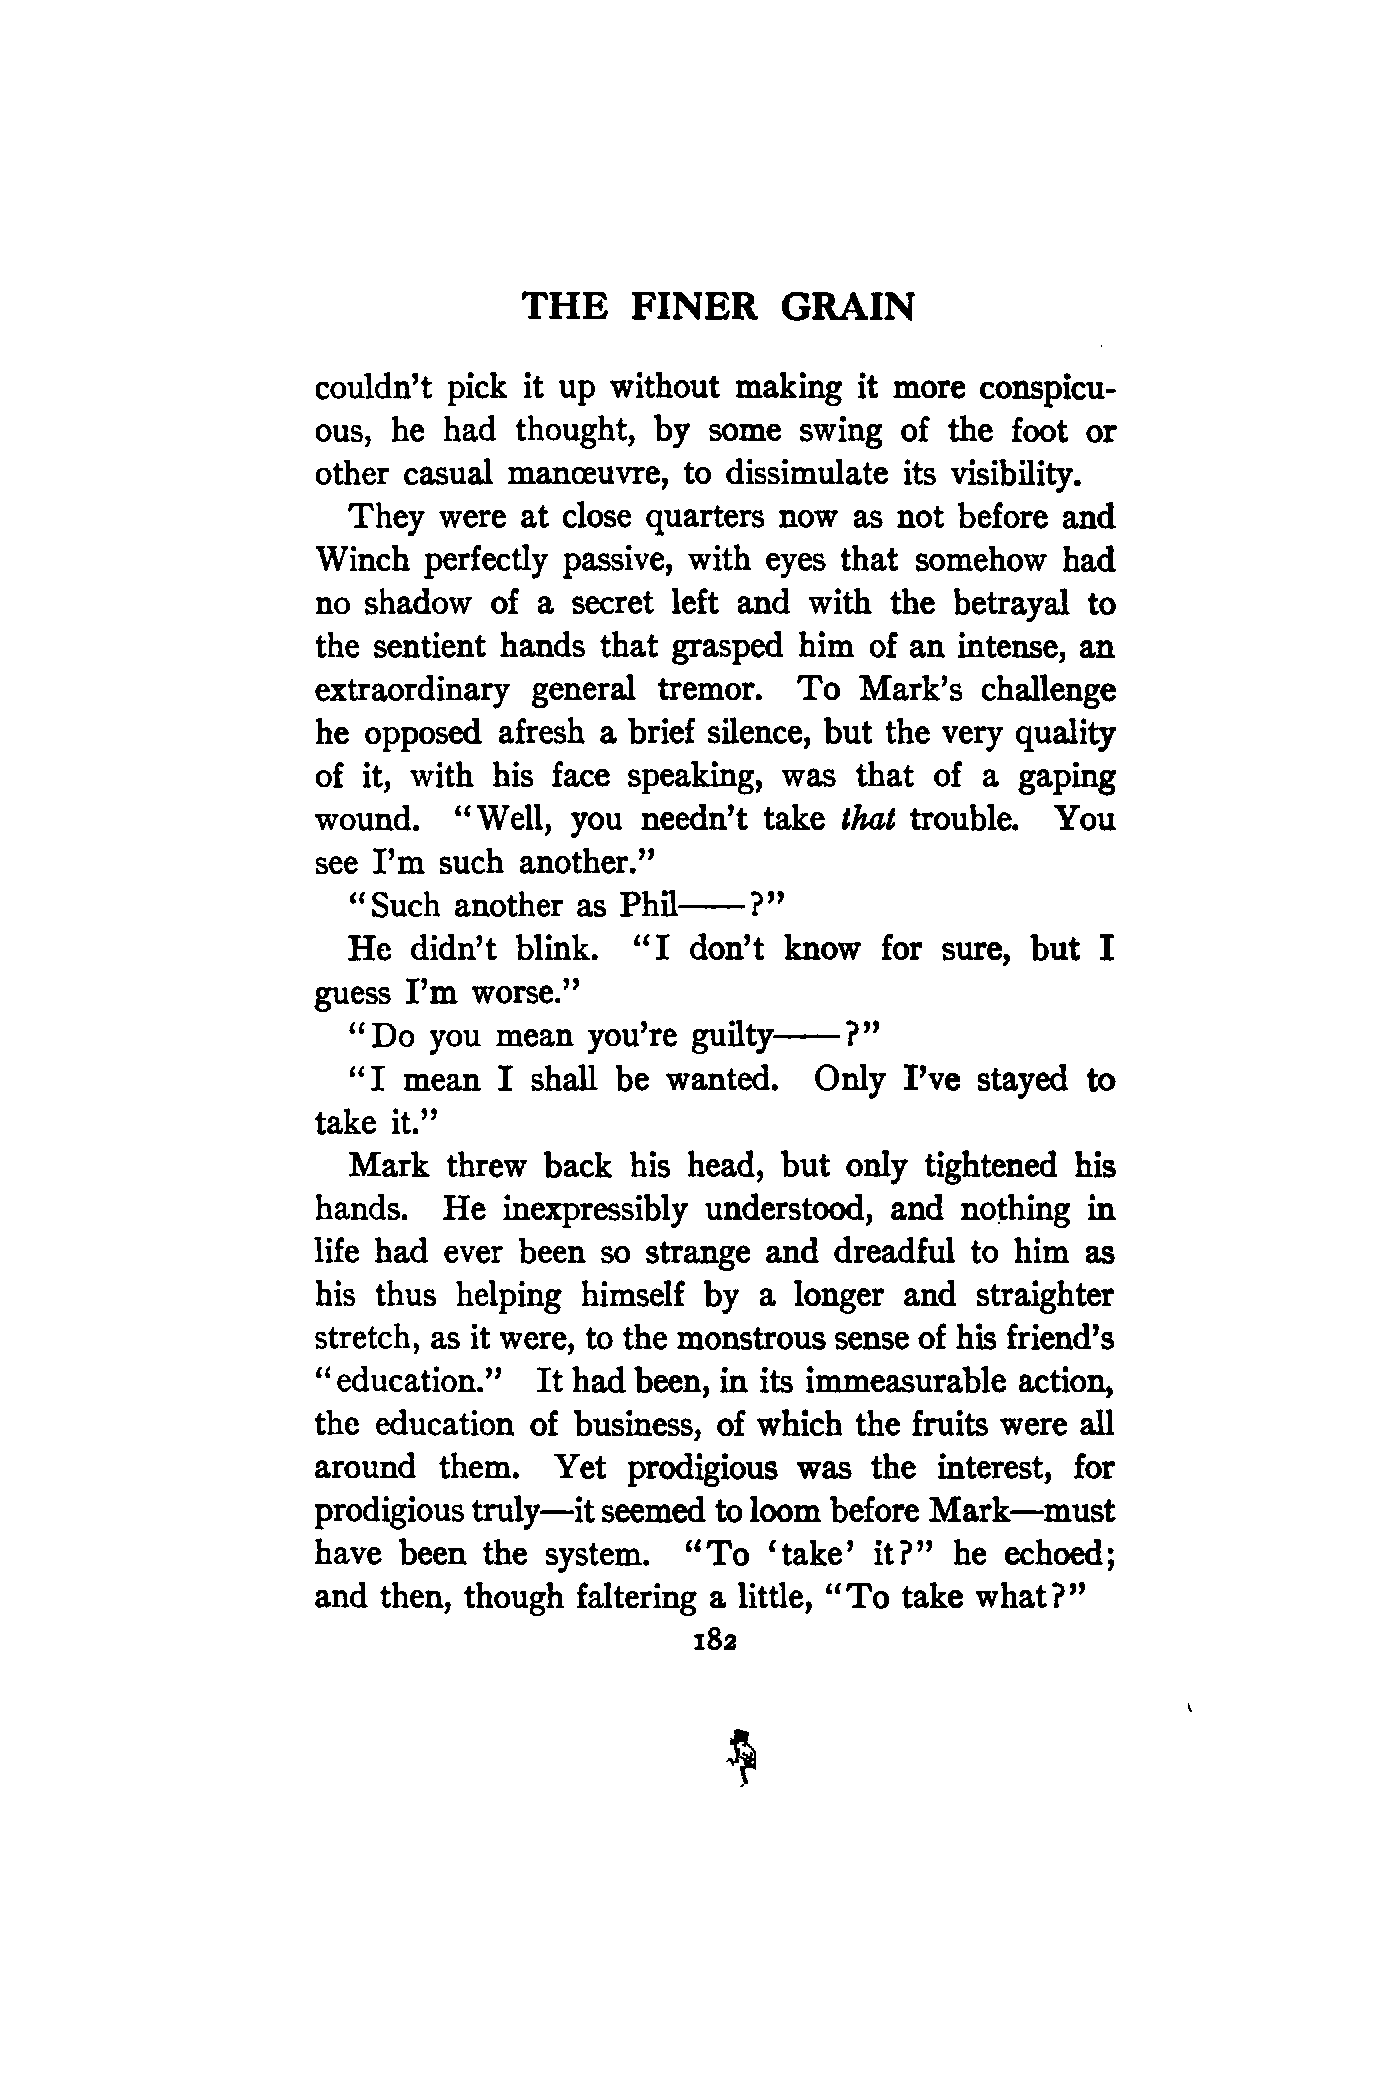 THE FINER GRAIN
couldn't pick it up without making it more conspicu-
ous, he had thought, by some swing of the foot or
other casual manœuvre, to dissimulate its visibility.
They were at close quarters now as not before and
Winch perfectly passive, with eyes that somehow had
no shadow of a secret left and with the betrayal to
the sentient hands that grasped him of an intense, an
extraordinary general tremor. To Mark's challenge
he opposed afresh a brief silence, but the very quality
of it, with his face speaking, was that of a gaping
wound. "Well, you needn't take that trouble. You
see I'm such another."
"Such another as Phil——?"
He didn't blink. "I don't know for sure, but I
guess I'm worse."
"Do you mean you're guilty——?"
"I mean I shall be wanted. Only I've stayed to
take it."
Mark threw back his head, but only tightened his
hands. He inexpressibly understood, and nothing in
life had ever been so strange and dreadful to him as
his thus helping himself by a longer and straighter
stretch, as it were, to the monstrous sense of his friend's
"education." It had been, in its immeasurable action,
the education of business, of which the fruits were all
around them. Yet prodigious was the interest, for
prodigious truly—it seemed to loom before Mark—must
have been the system. "To 'take' it?" he echoed;
and then, though faltering a little, "To take what?"
182